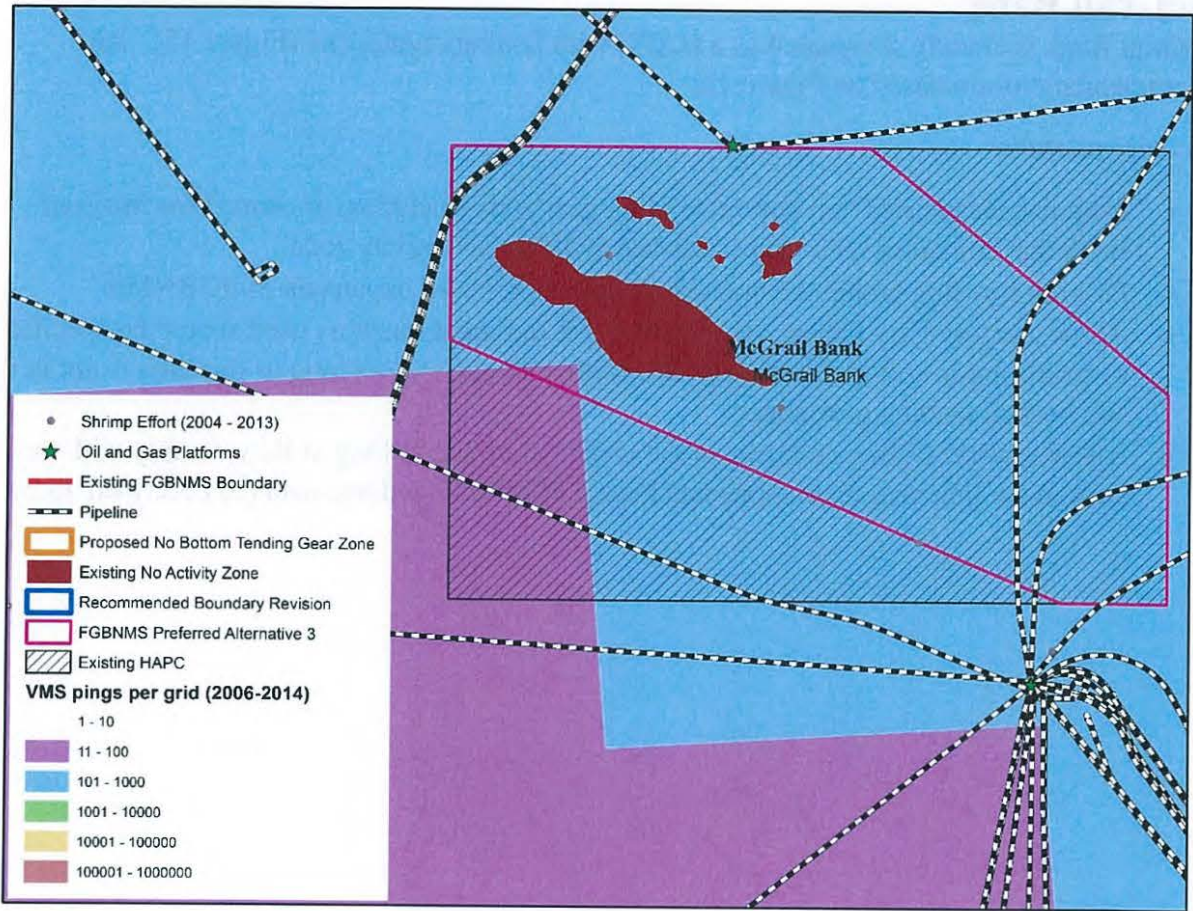 McGrail Bank
McGrail Bank
Shrimp Effort (2004 - 2013)
Oil and Gas Platforms
Existing FGBNMS Boundary
Pipeline
Proposed No Bottom Tending Gear Zone
Existing No Activity Zone
Recommended Boundary Revision
FGBNMS Preferred Alternative 3
Existing HAPC
VMS pings per grid (2006-2014)
1 - 10
11 - 100
101 - 1000
1001 - 10000
10001 - 100000
100001 - 1000000